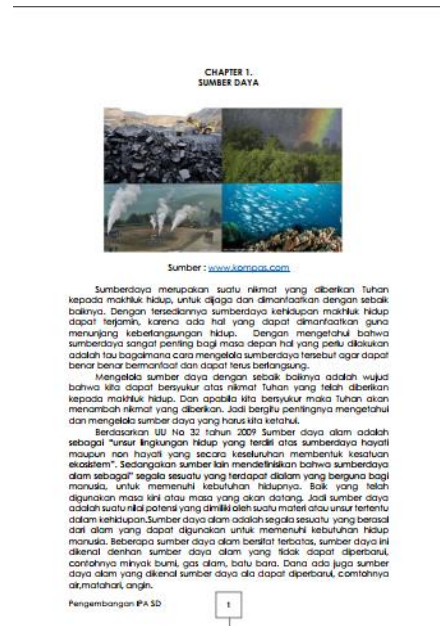 CHAPTER 1.
SUMBER DAYA
Sumber : www.kompas.com
Sumberdaya merupakan suatu nikmat yang diberikan Tuhan
kepada makhluk hidup, untuk dijaga dan dimanfaatkan dengan sebaik
baiknya. Dengan tersediannya sumberdaya kehidupan makhluk hidup
dapat terjamin, karena ada hal yang dapat dimanfaatkan guna
menunjang keberlangsungan hidup. Dengan mengetahui bahwa
sumberdaya sangat penting bagi masa depan hal yang perlu dilakukan
adalah tau bagaimana cara mengelola sumberdaya tersebut agar dapat
benar benar bermanfaat dan dapat terus berlangsung.
Mengelola sumber daya dengan sebaik baiknya adalah wujud
bahwa kita dapat bersyukur atas nikmat Tuhan yang telah diberikan
kepada makhluk hidup. Dan apabila kita bersyukur maka Tuhan akan
menambah nikmat yang diberikan. Jadi bergitu pentingnya mengetahui
dan mengelola sumber daya yang harus kita ketahui.
Berdasarkan UU No 32 tahun 2009 Sumber daya alam adalah
sebagai "unsur lingkungan hidup yang terdiri atas sumberdaya hayati
maupun non hayati yang secara keseluruhan membentuk kesatuan
ekosistem". Sedangakan sumber lain mendefinisikan bahwa sumberdaya
alam sebagai" segala sesuatu yang terdapat dialam yang berguna bagi
manusia, untuk memenuhi kebutuhan hidupnya. Baik yang telah
digunakan masa kini atau masa yang akan datang. Jadi sumber daya
adalah suatu nilai potensi yang dimiliki oleh suatu materi atau unsur tertentu
dalam kehidupan.Sumber daya alam adalah segala sesuatu yang berasal
dari alam yang dapat digunakan untuk memenuhi kebutuhan hidup
manusia. Beberapa sumber daya alam bersifat terbatas, sumber daya ini
dikenal denhan sumber daya alam yang tidak dapat diperbarui,
contohnya minyak bumi, gas alam, batu bara. Dana ada juga sumber
daya alam yang dikenal sumber daya ala dapat diperbarui, comtohnya
air,matahari, angin.
Pengembangan IPA SD
1